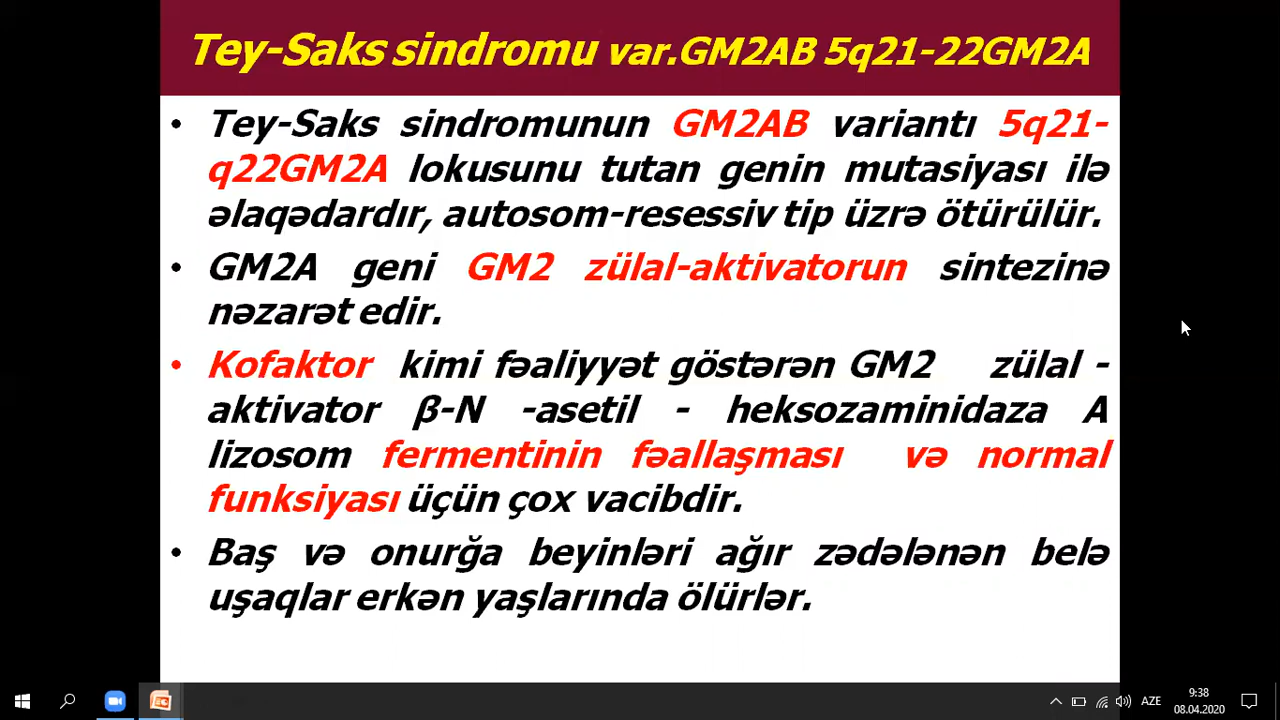 Tey-Saks sindromu var.GM2AB 5q21-22GM2A
• Tey-Saks sindromunun GM2AB variantı 5q21-
q22GM2A lokusunu tutan genin mutasiyası ilə
əlaqədardır, autosom-resessiv tip üzrə ötürülür.
• GM2A geni GM2 zülal-aktivatorun sintezinə
nəzarət edir.
• Kofaktor kimi fəaliyyət göstərən GM2 zülal -
aktivator β-N -asetil - heksozaminidaza A
lizosom fermentinin fəallaşması və normal
funksiyası üçün çox vacibdir.
• Baş və onurğa beyinləri ağır zədələnən belə
uşaqlar erkən yaşlarında ölürlər.
AZE
9:38
08.04.2020